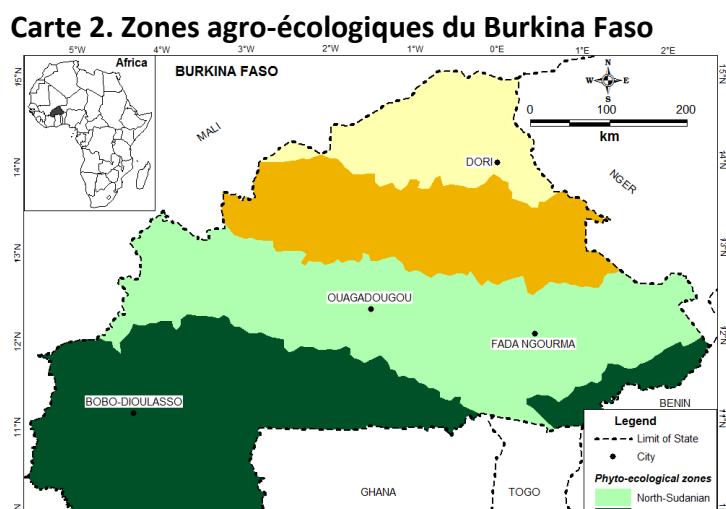 Carte 2. Zones agro-écologiques du Burkina Faso
5°W 4°W 3°W 2°W 1°W 0°E 1°E 2°E
Africa
BURKINA FASO
N
W E
S
0 100 200
km
15°N
15°N
MALI
DORI
14°N
14°N
NGER
13°N
13°N
OUAGADOUGOU
FADA NGOURMA
12°N
12°N
BOBO-DIOULASSO
BENIN
11°N
11°N
Legend
Limit of State
City
Phyto-ecological zones
North-Sudanian
GHANA
TOGO